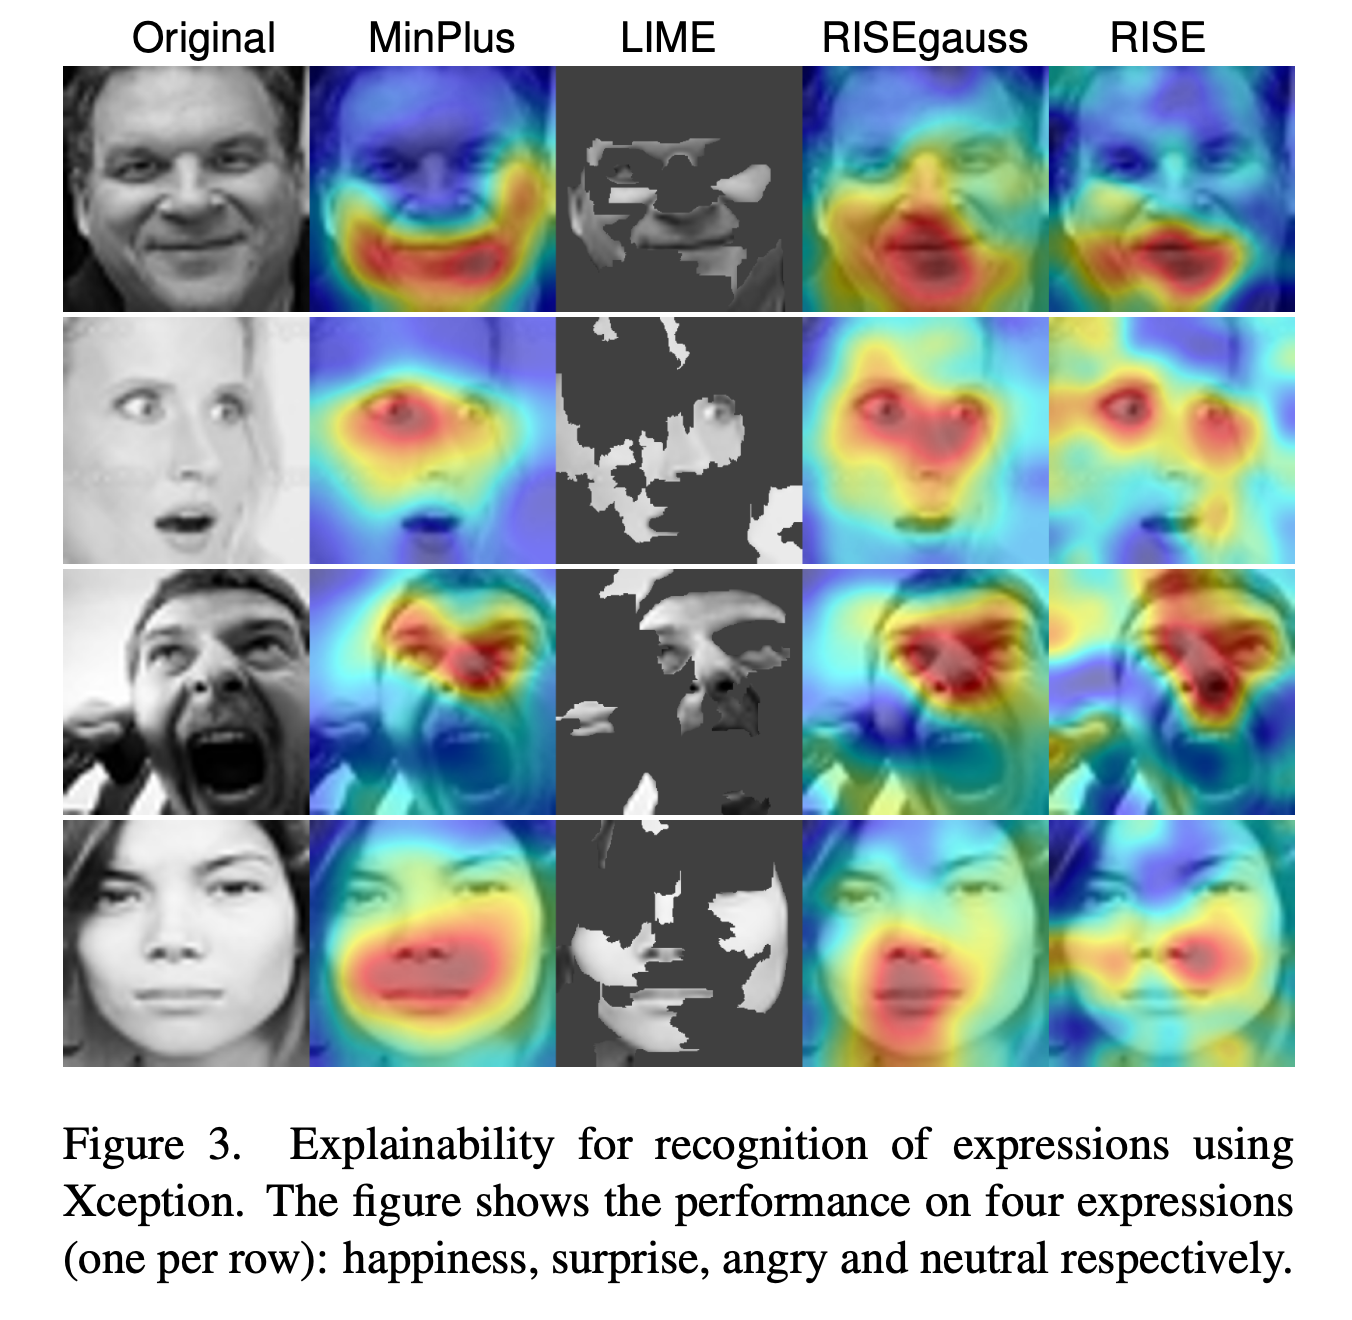 Original MinPlus LIME RISEgauss RISE
Figure 3. Explainability for recognition of expressions using
Xception. The figure shows the performance on four expressions
(one per row): happiness, surprise, angry and neutral respectively.